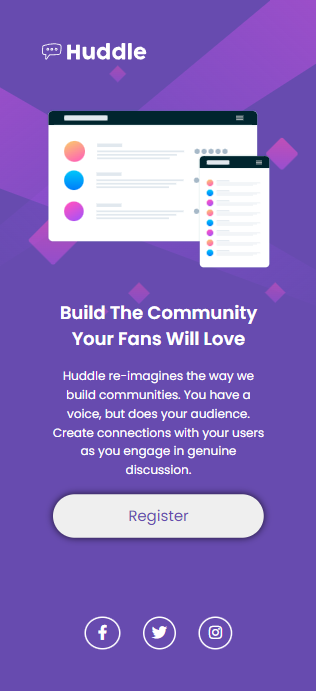 Huddle
Build The Community
Your Fans Will Love
Huddle re-imagines the way we
build communities. You have a
voice, but does your audience.
Create connections with your users
as you engage in genuine
discussion.
Register